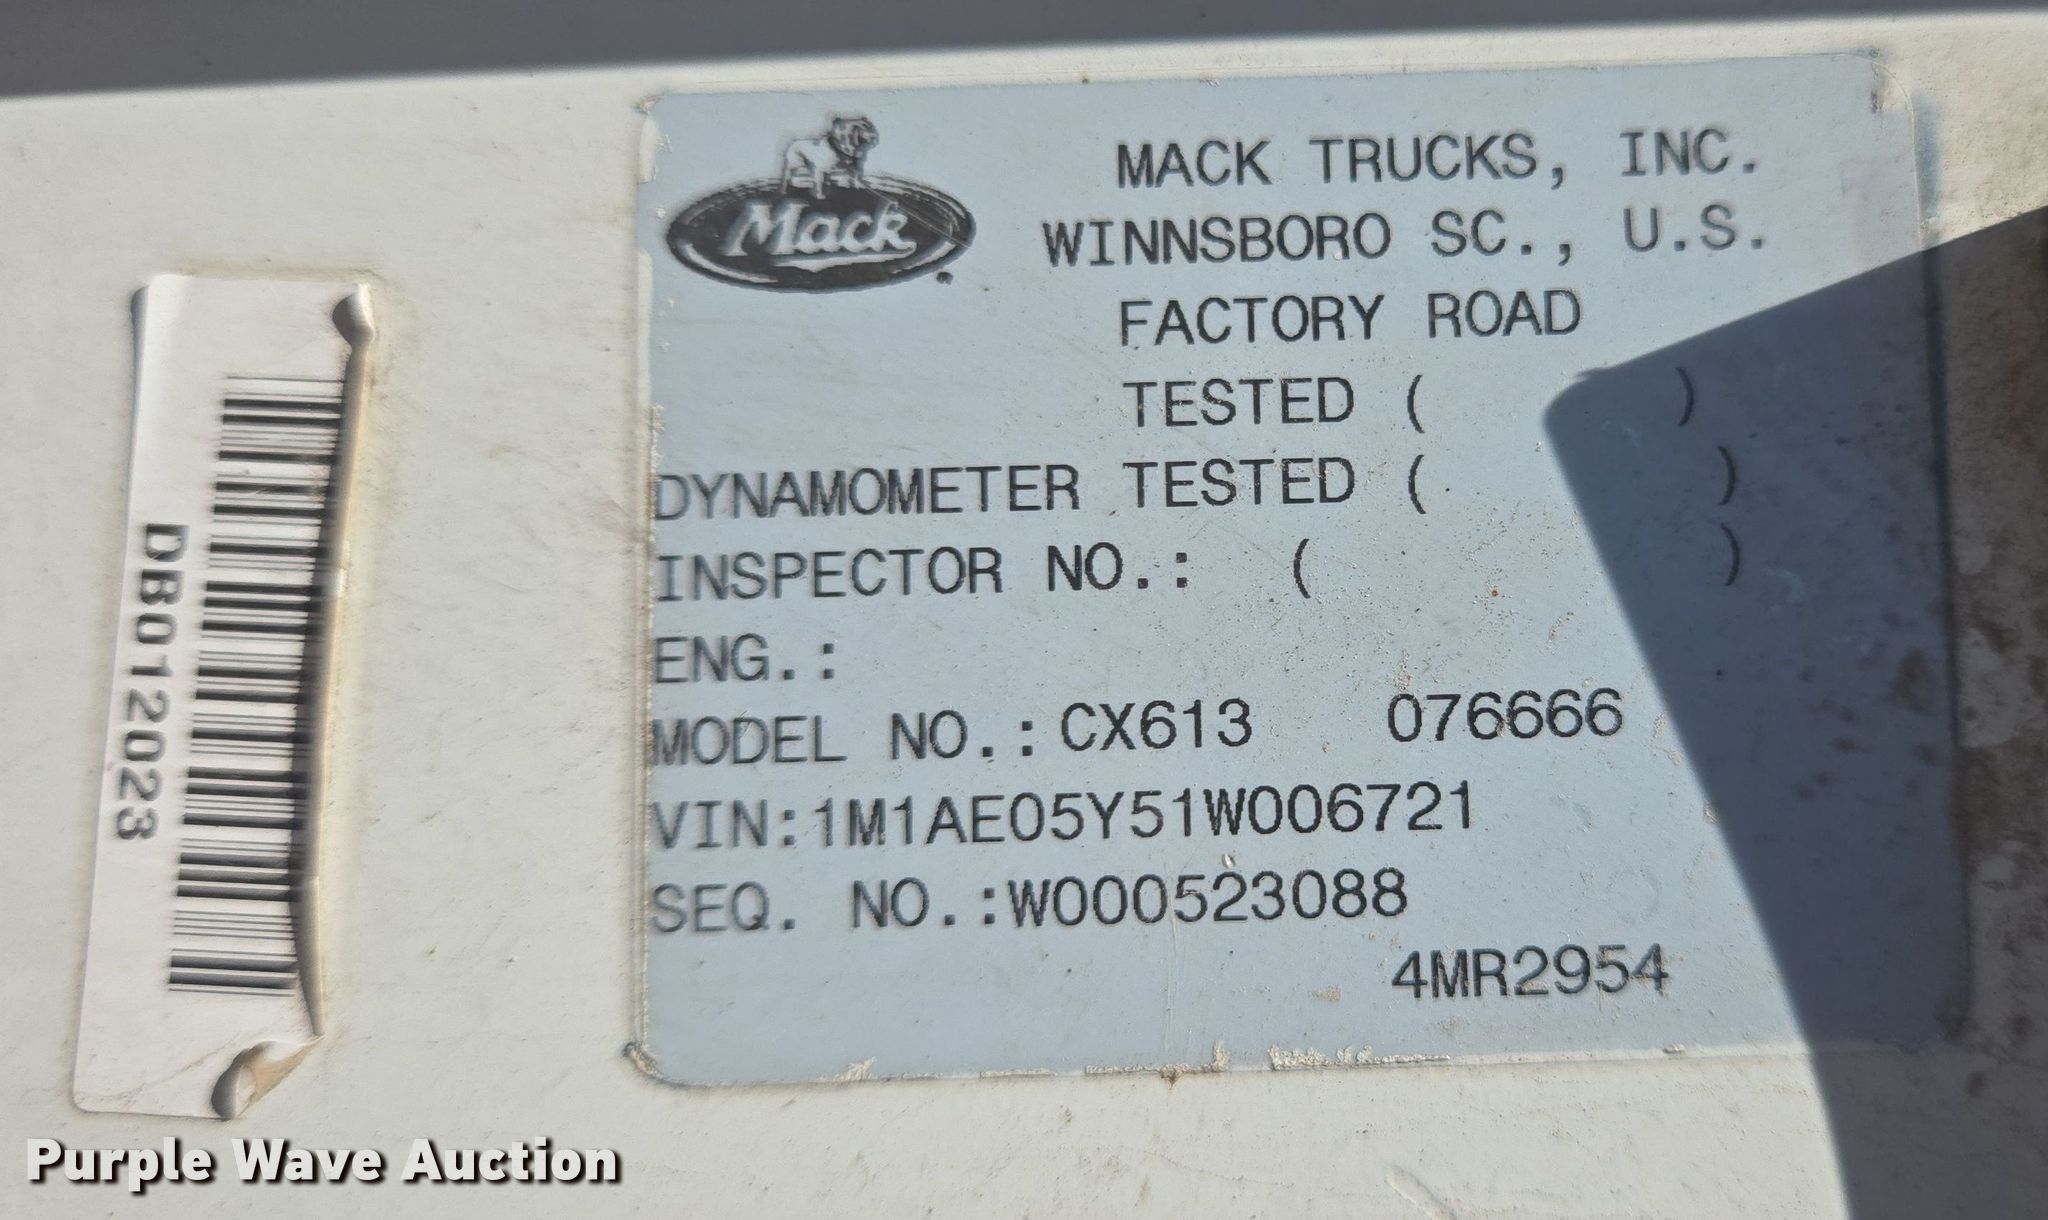 Mack
MACK TRUCKS, INC.
WINNSBORO SC., U.S.
FACTORY ROAD
TESTED ( )
DYNAMOMETER TESTED ( )
INSPECTOR NO.: ( )
ENG.:
MODEL NO.:CX613 076666
VIN:1M1AE05Y51W006721
SEQ. NO.:W000523088
4MR2954
DB012023
Purple Wave Auction